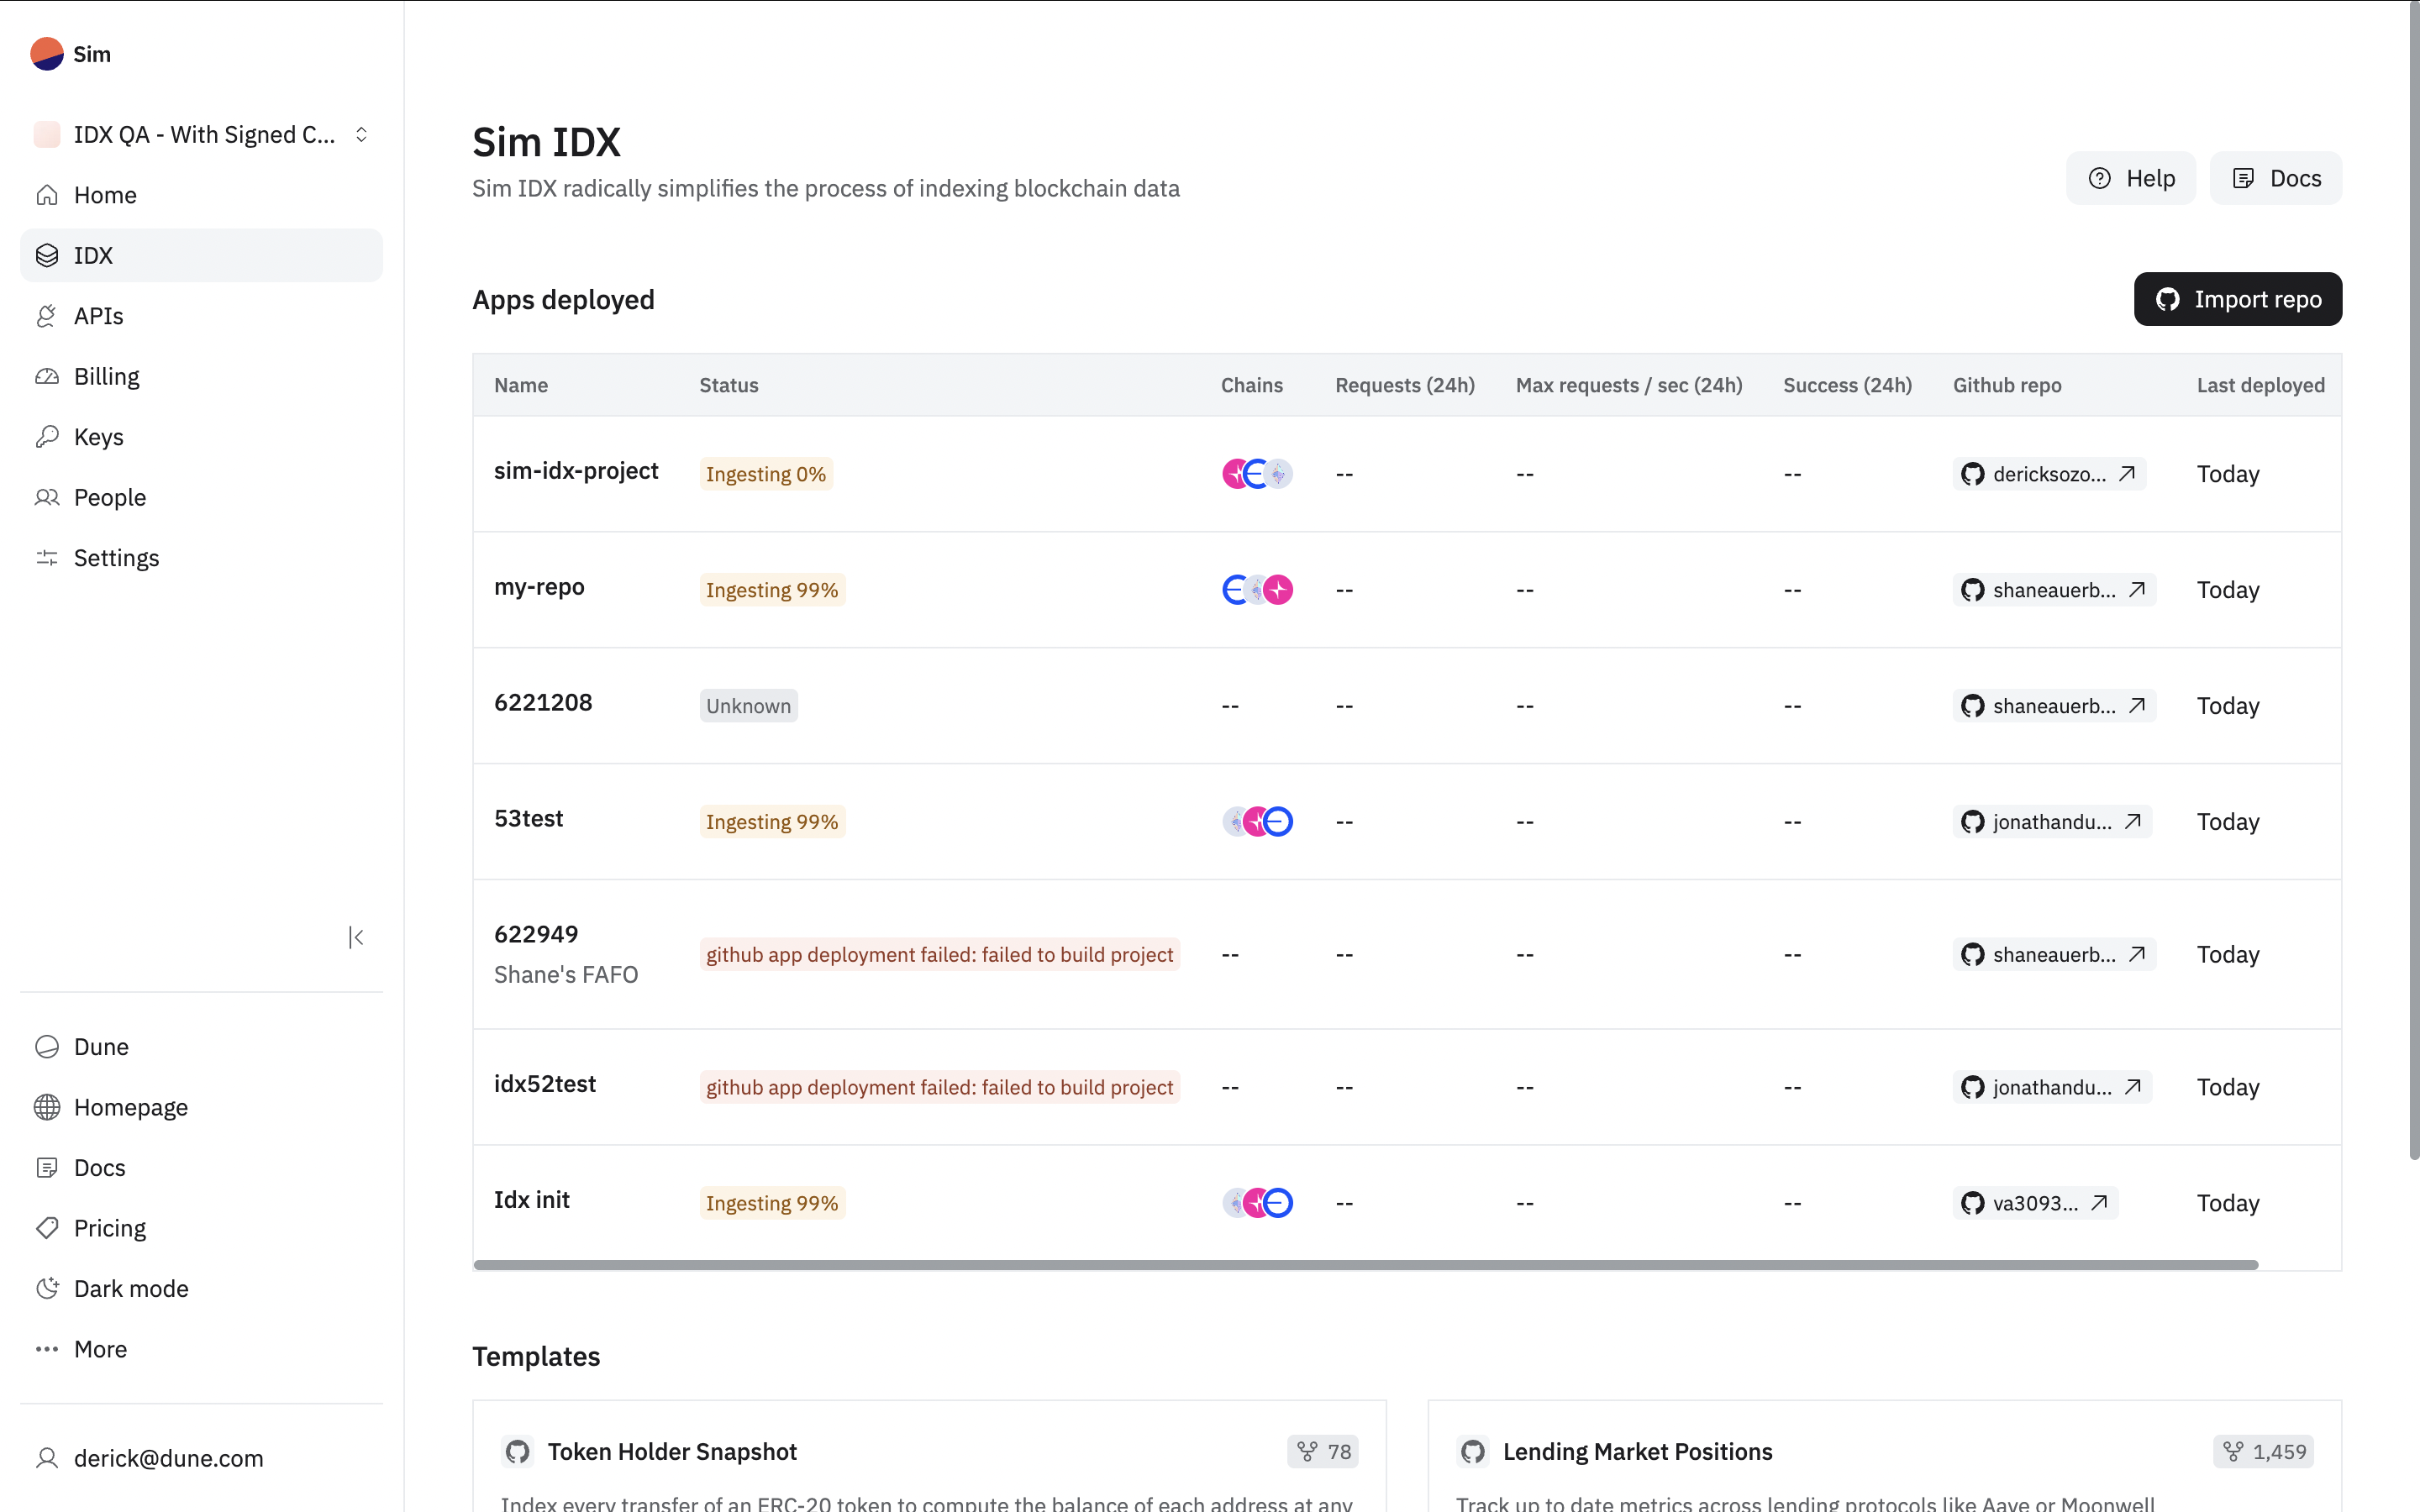 Sim
IDX QA - With Signed C...
Home
IDX
APIs
Billing
Keys
People
Settings
Dune
Homepage
Docs
Pricing
Dark mode
More
derick@dune.com
Sim IDX
Sim IDX radically simplifies the process of indexing blockchain data
Help
Docs
Apps deployed
Import repo
Name Status Chains Requests (24h) Max requests / sec (24h) Success (24h) Github repo Last deployed
sim-idx-project Ingesting 0% -- -- -- dericksozo... Today
my-repo Ingesting 99% -- -- -- shaneauerb... Today
6221208 Unknown -- -- -- -- shaneauerb... Today
53test Ingesting 99% -- -- -- jonathandu... Today
622949
Shane's FAFO
github app deployment failed: failed to build project -- -- -- -- shaneauerb... Today
idx52test github app deployment failed: failed to build project -- -- -- -- jonathandu... Today
Idx init Ingesting 99% -- -- -- va3093... Today
Templates
Token Holder Snapshot 78
Index every transfer of an ERC-20 token to compute the balance of each address at any
Lending Market Positions 1,459
Track up to date metrics across lending protocols like Aave or Moonwell